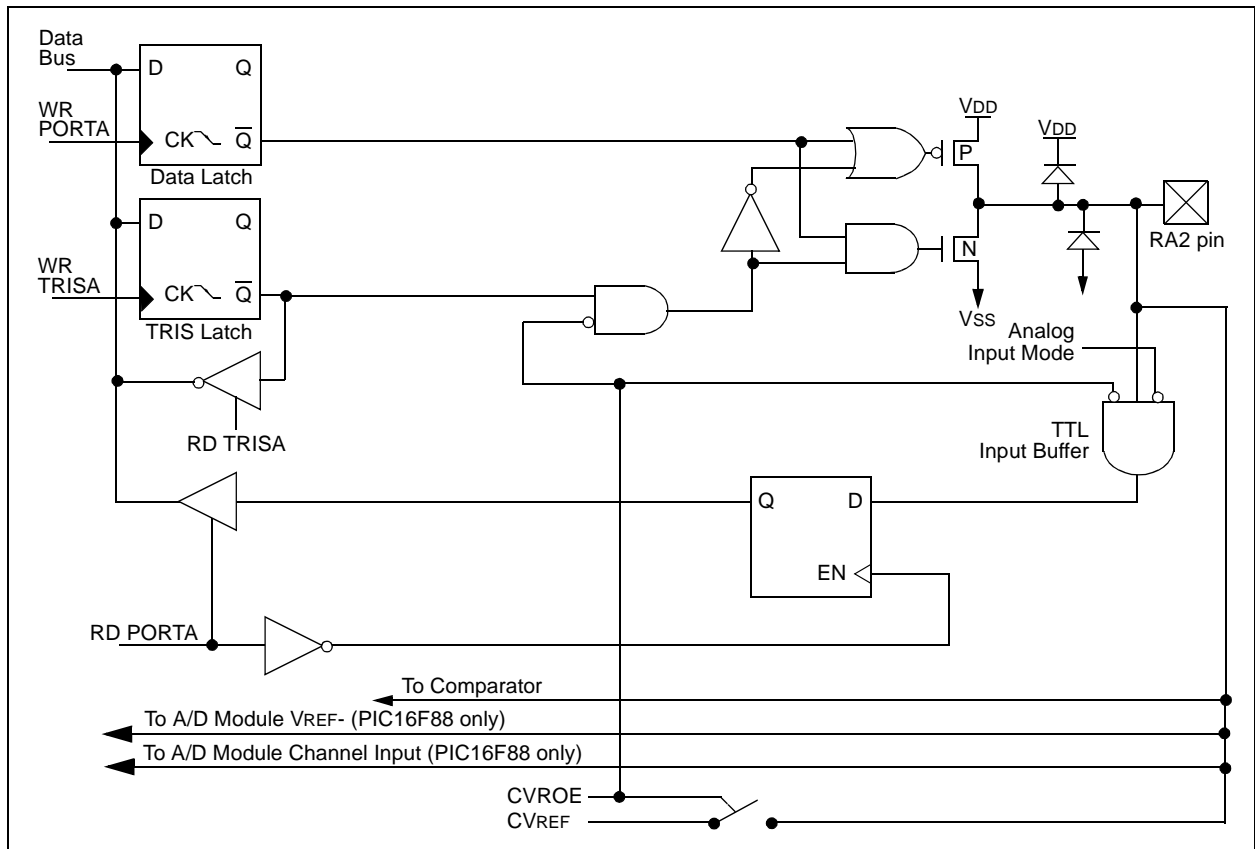 Data
Bus
D
Q
WR
PORTA
CK
Q
Data Latch
D
Q
WR
TRISA
CK
Q
TRIS Latch
RD TRISA
VDD
P
VDD
N
VSS
RA2 pin
Analog
Input Mode
TTL
Input Buffer
Q
D
EN
RD PORTA
To Comparator
To A/D Module VREF- (PIC16F88 only)
To A/D Module Channel Input (PIC16F88 only)
CVROE
CVREF